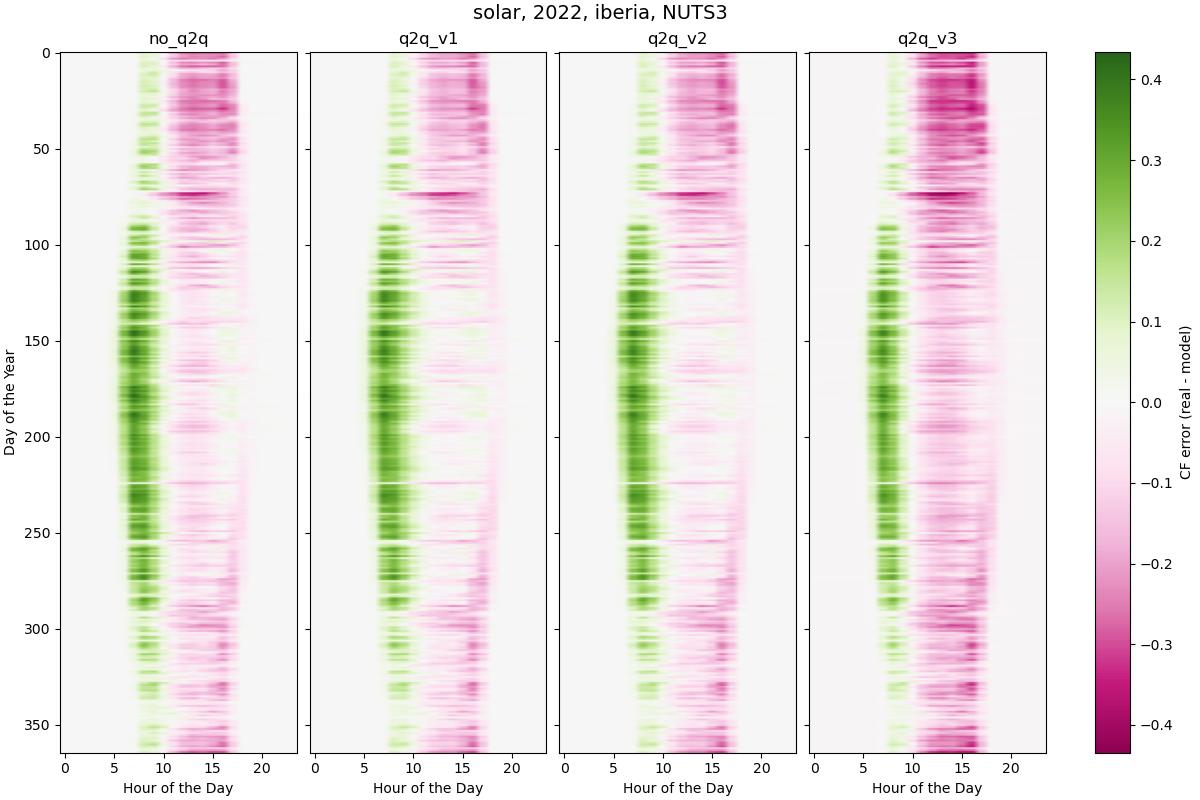 solar, 2022, iberia, NUTS3
no_q2q
q2q_v1
q2q_v2
q2q_v3
Day of the Year
0
50
100
150
200
250
300
350
0 5 10 15 20
0 5 10 15 20
0 5 10 15 20
0 5 10 15 20
Hour of the Day
Hour of the Day
Hour of the Day
Hour of the Day
0.4
0.3
0.2
0.1
0.0
−0.1
−0.2
−0.3
−0.4
CF error (real - model)